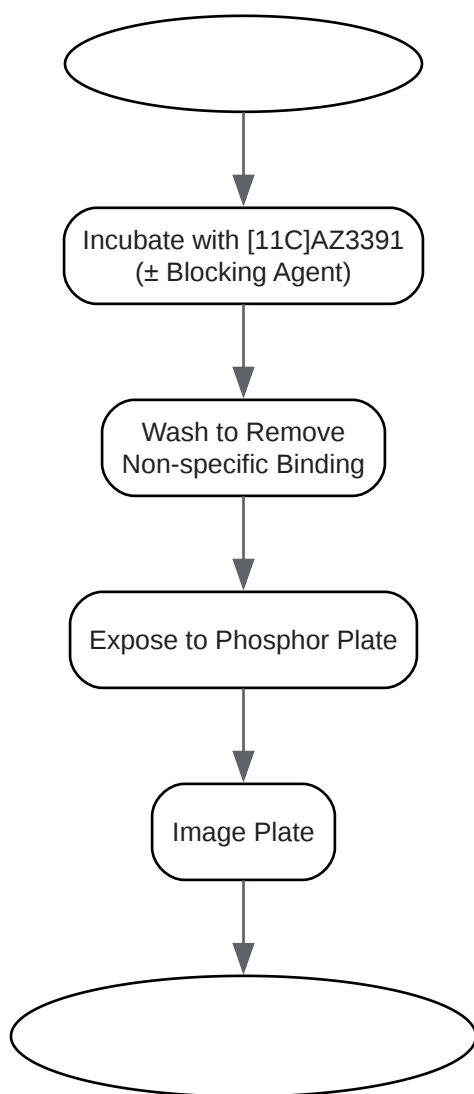 Incubate with [11C]AZ3391
(± Blocking Agent)
Wash to Remove
Non-specific Binding
Expose to Phosphor Plate
Image Plate